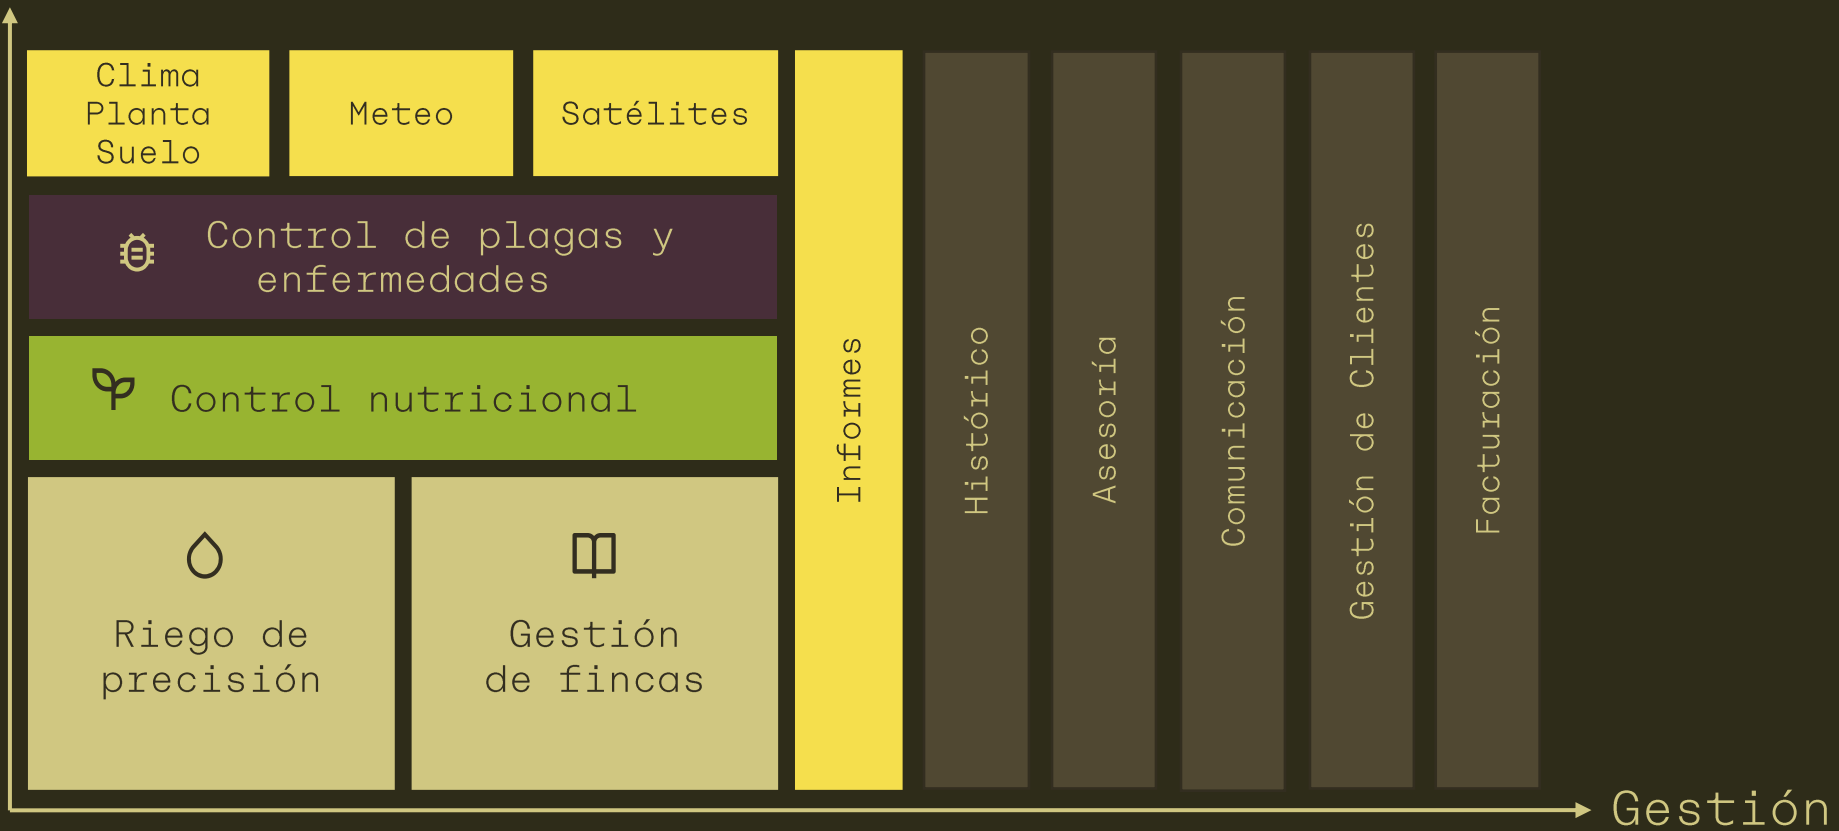 Clima
Planta
Suelo
Meteo
Satélites
Control de plagas y
enfermedades
Control nutricional
Riego de
precisión
Gestión
de fincas
Informes
Histórico
Asesoría
Comunicación
Gestión de Clientes
Facturación
Gestión